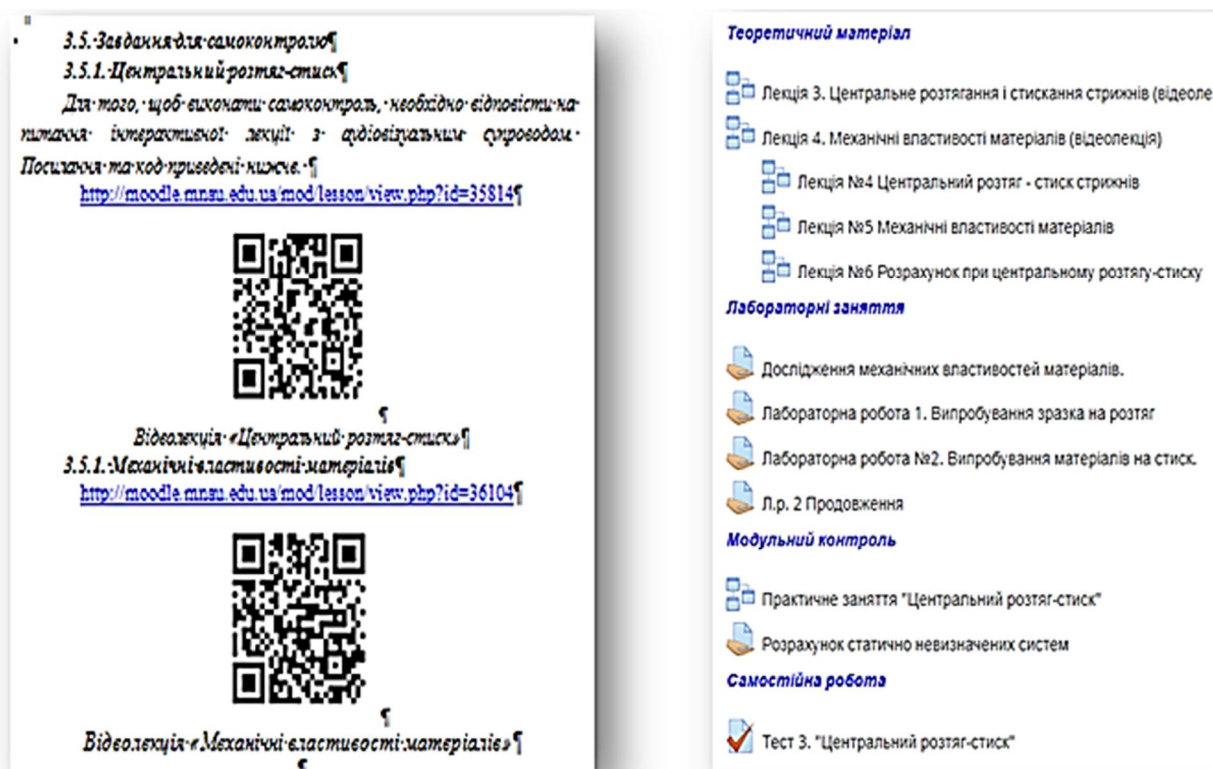 3.5. Завдання для самоконтролю¶
3.5.1. Центральний розтяг-стиск¶
Для того, щоб виконати самоконтроль, необхідно відповісти на
питання інтерактивної лекції з аудіовізуальним супроводом.
Посилання та код приведені нижче. ¶
http://moodle.mnau.edu.ua/mod/lesson/view.php?id=35814¶
¶
Відеолекція «Центральний розтяг-стиск»¶
3.5.1. Механічні властивості матеріалів¶
http://moodle.mnau.edu.ua/mod/lesson/view.php?id=36104¶
¶
Відеолекція «Механічні властивості матеріалів»¶
Теоретичний матеріал
Лекція 3. Центральне розтягання і стискання стрижнів (відеоле
Лекція 4. Механічні властивості матеріалів (відеолекція)
Лекція №4 Центральний розтяг - стиск стрижнів
Лекція №5 Механічні властивості матеріалів
Лекція №6 Розрахунок при центральному розтягу-стиску
Лабораторні заняття
Дослідження механічних властивостей матеріалів.
Лабораторна робота 1. Випробування зразка на розтяг
Лабораторна робота №2. Випробування матеріалів на стиск.
Л.р. 2 Продовження
Модульний контроль
Практичне заняття "Центральний розтяг-стиск"
Розрахунок статично невизначених систем
Самостійна робота
Тест 3. "Центральний розтяг-стиск"